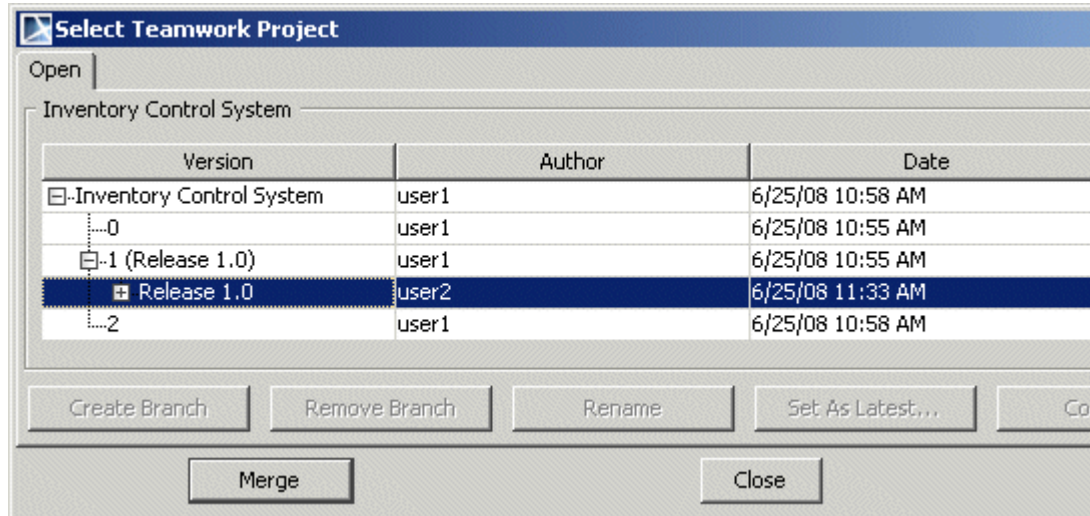 Select Teamwork Project
Open
Inventory Control System
Version Author Date
Inventory Control System user1 6/25/08 10:58 AM
0 user1 6/25/08 10:55 AM
1 (Release 1.0) user1 6/25/08 10:55 AM
Release 1.0 user2 6/25/08 11:33 AM
2 user1 6/25/08 10:58 AM
Create Branch Remove Branch Rename Set As Latest... Co
Merge Close